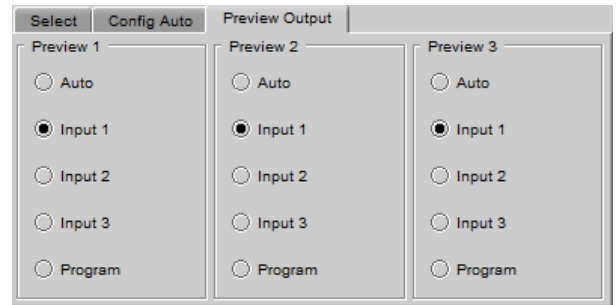 Select Config Auto Preview Output
Preview 1 Preview 2 Preview 3
Auto Auto Auto
Input 1 Input 1 Input 1
Input 2 Input 2 Input 2
Input 3 Input 3 Input 3
Program Program Program